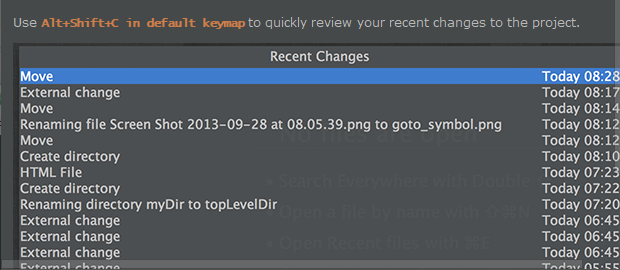 Use Alt+Shift+C in default keymap to quickly review your recent changes to the project.
Recent Changes
Move Today 08:28
External change Today 08:17
Move Today 08:14
Renaming file Screen Shot 2013-09-28 at 08.05.39.png to goto_symbol.png Today 08:12
Move Today 08:12
No files are open
Create directory Today 08:10
HTML File Today 07:23
• Search Everywhere with Double
Create directory Today 07:22
Renaming directory myDir to topLevelDir Today 07:20
• Open a file by name with
External change Today 06:45
External change Today 06:45
• Open Recent files with ⌘E
External change Today 06:45
External change Today 05:55